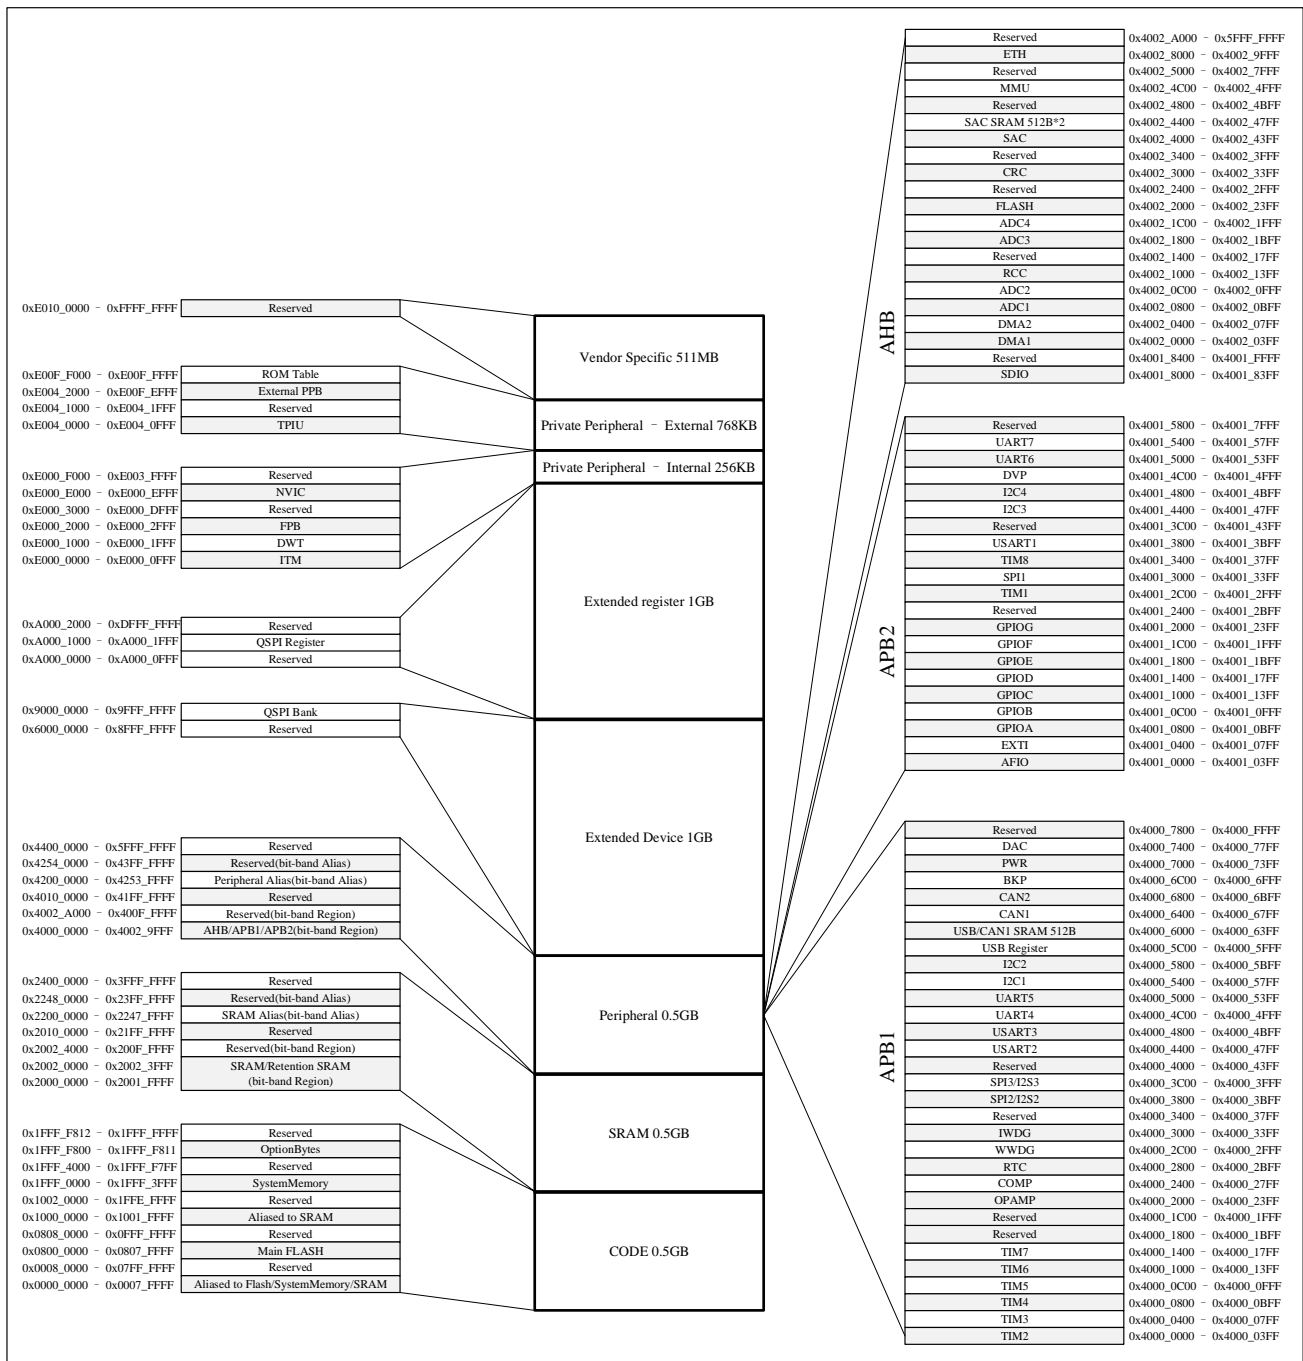 0xE010_0000 - 0xFFFF_FFFF Reserved
0xE00F_F000 - 0xE00F_FFFF ROM Table
0xE004_2000 - 0xE00F_EFFF External PPB
0xE004_1000 - 0xE004_1FFF Reserved
0xE004_0000 - 0xE004_0FFF TPIU
0xE000_F000 - 0xE003_FFFF Reserved
0xE000_E000 - 0xE000_EFFF NVIC
0xE000_3000 - 0xE000_DFFF Reserved
0xE000_2000 - 0xE000_2FFF FPB
0xE000_1000 - 0xE000_1FFF DWT
0xE000_0000 - 0xE000_0FFF ITM
0xA000_2000 - 0xDFFF_FFFF Reserved
0xA000_1000 - 0xA000_1FFF QSPI Register
0xA000_0000 - 0xA000_0FFF Reserved
0x9000_0000 - 0x9FFF_FFFF QSPI Bank
0x6000_0000 - 0x8FFF_FFFF Reserved
0x4400_0000 - 0x5FFF_FFFF Reserved
0x4254_0000 - 0x43FF_FFFF Reserved(bit-band Alias)
0x4200_0000 - 0x4253_FFFF Peripheral Alias(bit-band Alias)
0x4010_0000 - 0x41FF_FFFF Reserved
0x4002_A000 - 0x400F_FFFF Reserved(bit-band Region)
0x4000_0000 - 0x4002_9FFF AHB/APB1/APB2(bit-band Region)
0x2400_0000 - 0x3FFF_FFFF Reserved
0x2248_0000 - 0x23FF_FFFF Reserved(bit-band Alias)
0x2200_0000 - 0x2247_FFFF SRAM Alias(bit-band Alias)
0x2010_0000 - 0x21FF_FFFF Reserved
0x2002_4000 - 0x200F_FFFF Reserved(bit-band Region)
0x2002_0000 - 0x2002_3FFF SRAM/Retention SRAM
0x2000_0000 - 0x2001_FFFF (bit-band Region)
0x1FFF_F812 - 0x1FFF_FFFF Reserved
0x1FFF_F800 - 0x1FFF_F811 OptionBytes
0x1FFF_4000 - 0x1FFF_F7FF Reserved
0x1FFF_0000 - 0x1FFF_3FFF SystemMemory
0x1002_0000 - 0x1FFE_FFFF Reserved
0x1000_0000 - 0x1001_FFFF Aliased to SRAM
0x0808_0000 - 0x0FFF_FFFF Reserved
0x0800_0000 - 0x0807_FFFF Main FLASH
0x0008_0000 - 0x07FF_FFFF Reserved
0x0000_0000 - 0x0007_FFFF Aliased to Flash/SystemMemory/SRAM
Vendor Specific 511MB
Private Peripheral - External 768KB
Private Peripheral - Internal 256KB
Extended register 1GB
Extended Device 1GB
Peripheral 0.5GB
SRAM 0.5GB
CODE 0.5GB
AHB
Reserved 0x4002_A000 - 0x5FFF_FFFF
ETH 0x4002_8000 - 0x4002_9FFF
Reserved 0x4002_5000 - 0x4002_7FFF
MMU 0x4002_4C00 - 0x4002_4FFF
Reserved 0x4002_4800 - 0x4002_4BFF
SAC SRAM 512B*2 0x4002_4400 - 0x4002_47FF
SAC 0x4002_4000 - 0x4002_43FF
Reserved 0x4002_3400 - 0x4002_3FFF
CRC 0x4002_3000 - 0x4002_33FF
Reserved 0x4002_2400 - 0x4002_2FFF
FLASH 0x4002_2000 - 0x4002_23FF
ADC4 0x4002_1C00 - 0x4002_1FFF
ADC3 0x4002_1800 - 0x4002_1BFF
Reserved 0x4002_1400 - 0x4002_17FF
RCC 0x4002_1000 - 0x4002_13FF
ADC2 0x4002_0C00 - 0x4002_0FFF
ADC1 0x4002_0800 - 0x4002_0BFF
DMA2 0x4002_0400 - 0x4002_07FF
DMA1 0x4002_0000 - 0x4002_03FF
Reserved 0x4001_8400 - 0x4001_FFFF
SDIO 0x4001_8000 - 0x4001_83FF
APB2
Reserved 0x4001_5800 - 0x4001_7FFF
UART7 0x4001_5400 - 0x4001_57FF
UART6 0x4001_5000 - 0x4001_53FF
DVP 0x4001_4C00 - 0x4001_4FFF
I2C4 0x4001_4800 - 0x4001_4BFF
I2C3 0x4001_4400 - 0x4001_47FF
Reserved 0x4001_3C00 - 0x4001_43FF
USART1 0x4001_3800 - 0x4001_3BFF
TIM8 0x4001_3400 - 0x4001_37FF
SPI1 0x4001_3000 - 0x4001_33FF
TIM1 0x4001_2C00 - 0x4001_2FFF
Reserved 0x4001_2400 - 0x4001_2BFF
GPIOG 0x4001_2000 - 0x4001_23FF
GPIOF 0x4001_1C00 - 0x4001_1FFF
GPIOE 0x4001_1800 - 0x4001_1BFF
GPIOD 0x4001_1400 - 0x4001_17FF
GPIOC 0x4001_1000 - 0x4001_13FF
GPIOB 0x4001_0C00 - 0x4001_0FFF
GPIOA 0x4001_0800 - 0x4001_0BFF
EXTI 0x4001_0400 - 0x4001_07FF
AFIO 0x4001_0000 - 0x4001_03FF
APB1
Reserved 0x4000_7800 - 0x4000_FFFF
DAC 0x4000_7400 - 0x4000_77FF
PWR 0x4000_7000 - 0x4000_73FF
BKP 0x4000_6C00 - 0x4000_6FFF
CAN2 0x4000_6800 - 0x4000_6BFF
CAN1 0x4000_6400 - 0x4000_67FF
USB/CAN1 SRAM 512B 0x4000_6000 - 0x4000_63FF
USB Register 0x4000_5C00 - 0x4000_5FFF
I2C2 0x4000_5800 - 0x4000_5BFF
I2C1 0x4000_5400 - 0x4000_57FF
UART5 0x4000_5000 - 0x4000_53FF
UART4 0x4000_4C00 - 0x4000_4FFF
USART3 0x4000_4800 - 0x4000_4BFF
USART2 0x4000_4400 - 0x4000_47FF
Reserved 0x4000_4000 - 0x4000_43FF
SPI3/I2S3 0x4000_3C00 - 0x4000_3FFF
SPI2/I2S2 0x4000_3800 - 0x4000_3BFF
Reserved 0x4000_3400 - 0x4000_37FF
IWDG 0x4000_3000 - 0x4000_33FF
WWDG 0x4000_2C00 - 0x4000_2FFF
RTC 0x4000_2800 - 0x4000_2BFF
COMP 0x4000_2400 - 0x4000_27FF
OPAMP 0x4000_2000 - 0x4000_23FF
Reserved 0x4000_1C00 - 0x4000_1FFF
Reserved 0x4000_1800 - 0x4000_1BFF
TIM7 0x4000_1400 - 0x4000_17FF
TIM6 0x4000_1000 - 0x4000_13FF
TIM5 0x4000_0C00 - 0x4000_0FFF
TIM4 0x4000_0800 - 0x4000_0BFF
TIM3 0x4000_0400 - 0x4000_07FF
TIM2 0x4000_0000 - 0x4000_03FF